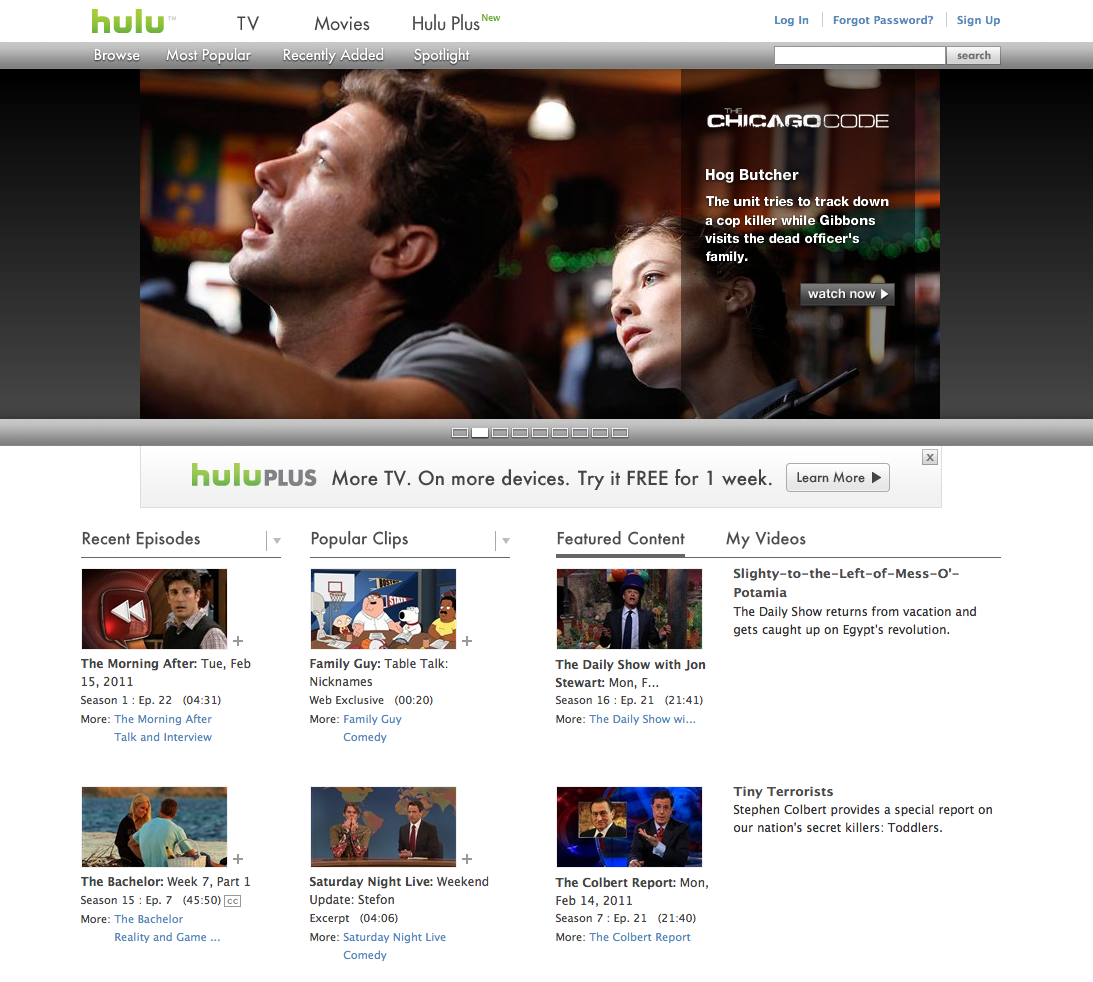 hulu™
TV Movies Hulu Plus New
Log In Forgot Password? Sign Up
Browse Most Popular Recently Added Spotlight
search
THE
CHICAGO CODE
Hog Butcher
The unit tries to track down
a cop killer while Gibbons
visits the dead officer's
family.
watch now
x
hulu PLUS More TV. On more devices. Try it FREE for 1 week. Learn More
Recent Episodes
Popular Clips
Featured Content
My Videos
The Morning After: Tue, Feb
15, 2011
Season 1 : Ep. 22 (04:31)
More: The Morning After
Talk and Interview
Family Guy: Table Talk:
Nicknames
Web Exclusive (00:20)
More: Family Guy
Comedy
The Daily Show with Jon
Stewart: Mon, F...
Season 16 : Ep. 21 (21:41)
More: The Daily Show wi...
Slighty-to-the-Left-of-Mess-O'-
Potamia
The Daily Show returns from vacation and
gets caught up on Egypt's revolution.
The Bachelor: Week 7, Part 1
Season 15 : Ep. 7 (45:50) CC
More: The Bachelor
Reality and Game ...
Saturday Night Live: Weekend
Update: Stefon
Excerpt (04:06)
More: Saturday Night Live
Comedy
The Colbert Report: Mon,
Feb 14, 2011
Season 7 : Ep. 21 (21:40)
More: The Colbert Report
Tiny Terrorists
Stephen Colbert provides a special report on
our nation's secret killers: Toddlers.